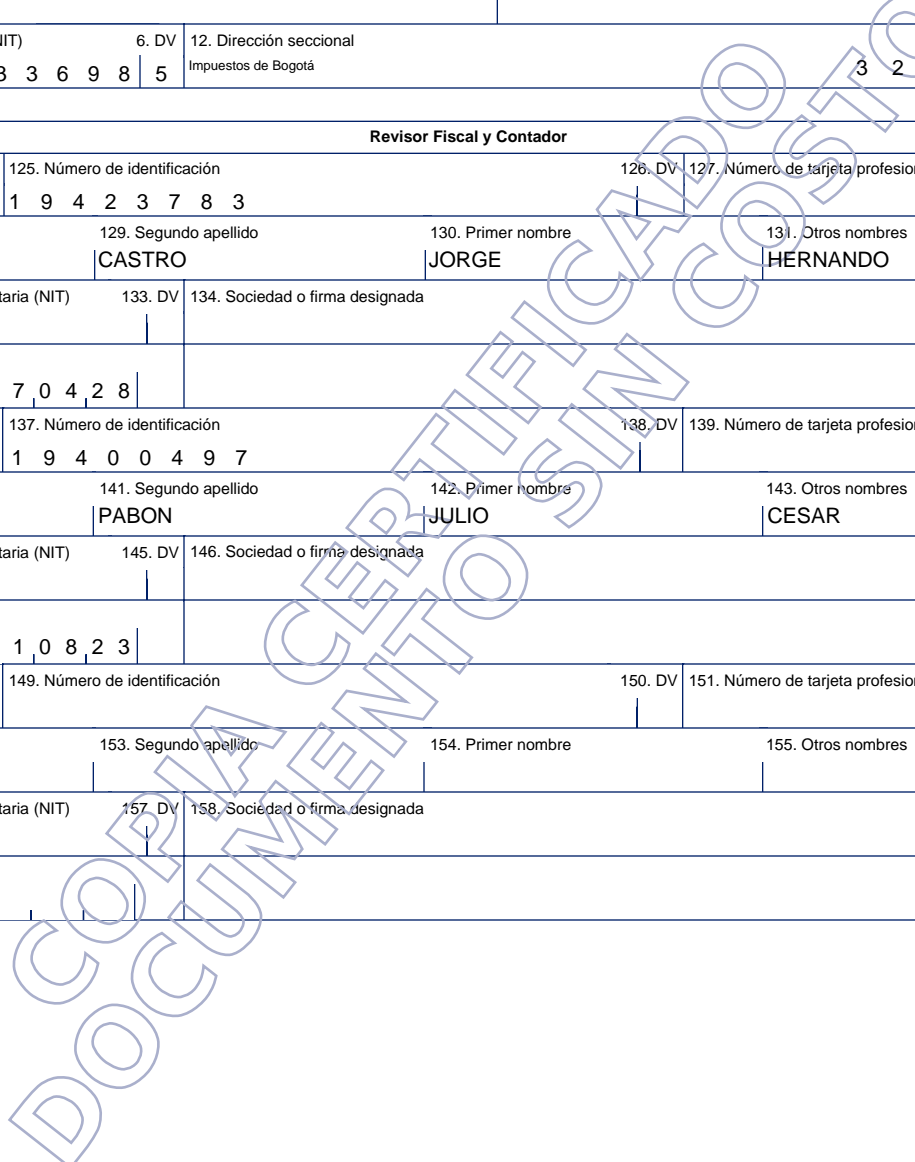 NIT) 6. DV 12. Dirección seccional
3 3 6 9 8 5 Impuestos de Bogotá 3 2
Revisor Fiscal y Contador
125. Número de identificación 126. DV 127. Número de tarjeta profesion
1 9 4 2 3 7 8 3
129. Segundo apellido 130. Primer nombre 131. Otros nombres
CASTRO JORGE HERNANDO
taria (NIT) 133. DV 134. Sociedad o firma designada
7 0 4 2 8
137. Número de identificación 138. DV 139. Número de tarjeta profesion
1 9 4 0 0 4 9 7
141. Segundo apellido 142. Primer nombre 143. Otros nombres
PABON JULIO CESAR
taria (NIT) 145. DV 146. Sociedad o firma designada
1 0 8 2 3
149. Número de identificación 150. DV 151. Número de tarjeta profesion
153. Segundo apellido 154. Primer nombre 155. Otros nombres
taria (NIT) 157. DV 158. Sociedad o firma designada
COPIA CERTIFICADO
DOCUMENTO SIN COSTO